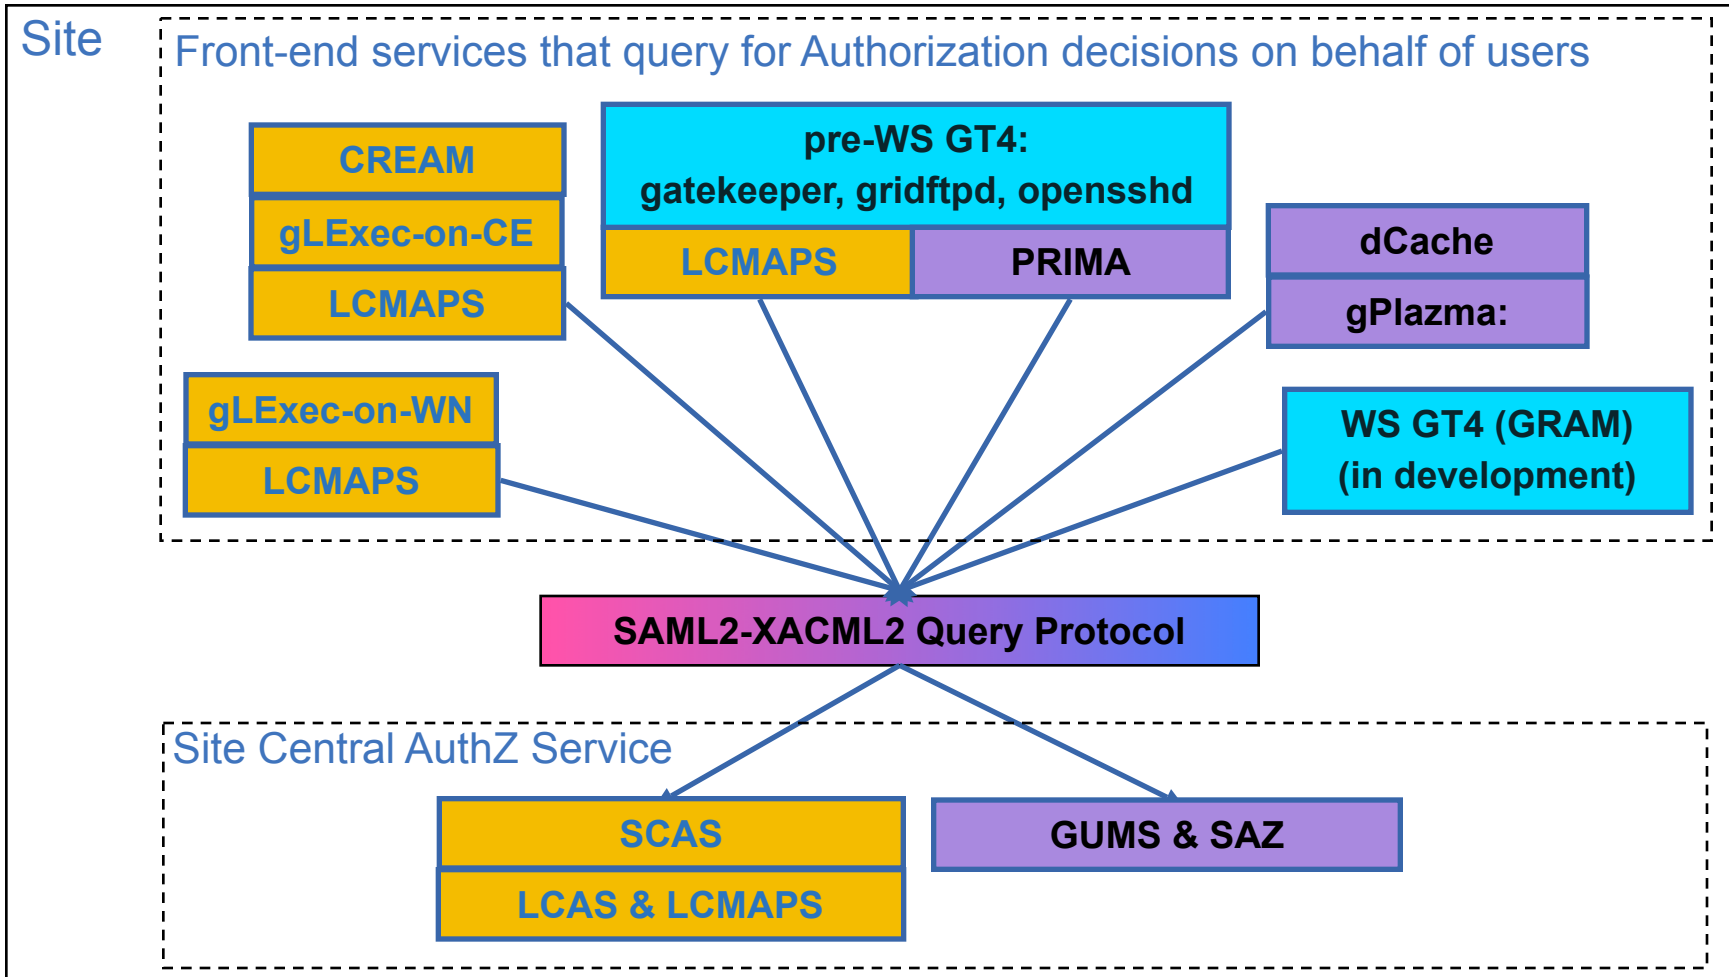 Site
Front-end services that query for Authorization decisions on behalf of users
CREAM
gLExec-on-CE
LCMAPS
pre-WS GT4:
gatekeeper, gridftpd, opensshd
LCMAPS
PRIMA
dCache
gPlazma:
gLExec-on-WN
LCMAPS
WS GT4 (GRAM)
(in development)
SAML2-XACML2 Query Protocol
Site Central AuthZ Service
SCAS
LCAS & LCMAPS
GUMS & SAZ